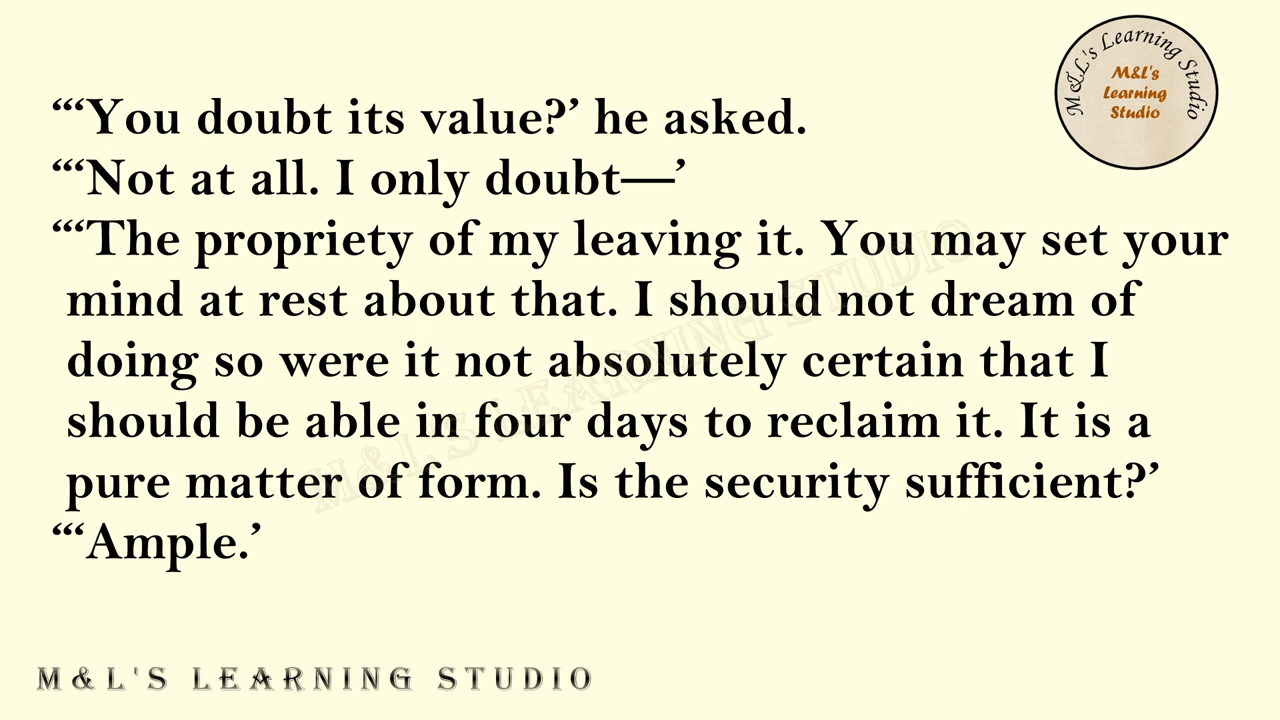 “‘You doubt its value?’ he asked.
“‘Not at all. I only doubt—’
“‘The propriety of my leaving it. You may set your
mind at rest about that. I should not dream of
doing so were it not absolutely certain that I
should be able in four days to reclaim it. It is a
pure matter of form. Is the security sufficient?’
“‘Ample.’
M&L's Learning Studio
M&L's
Learning
Studio
M&L'S LEARNING STUDIO
M&L'S LEARNING STUDIO